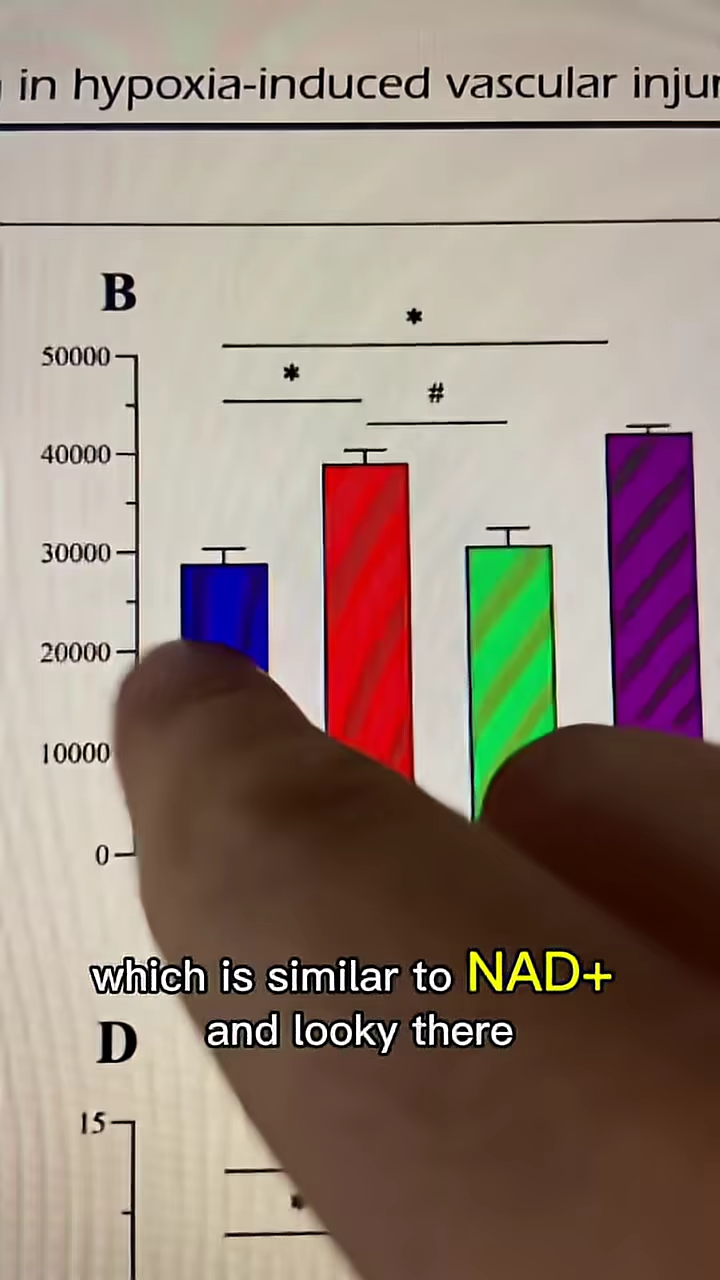 in hypoxia-induced vascular injur
B
*
*
#
50000
40000
30000
20000
10000
0
which is similar to NAD+
and looky there
D
15
*